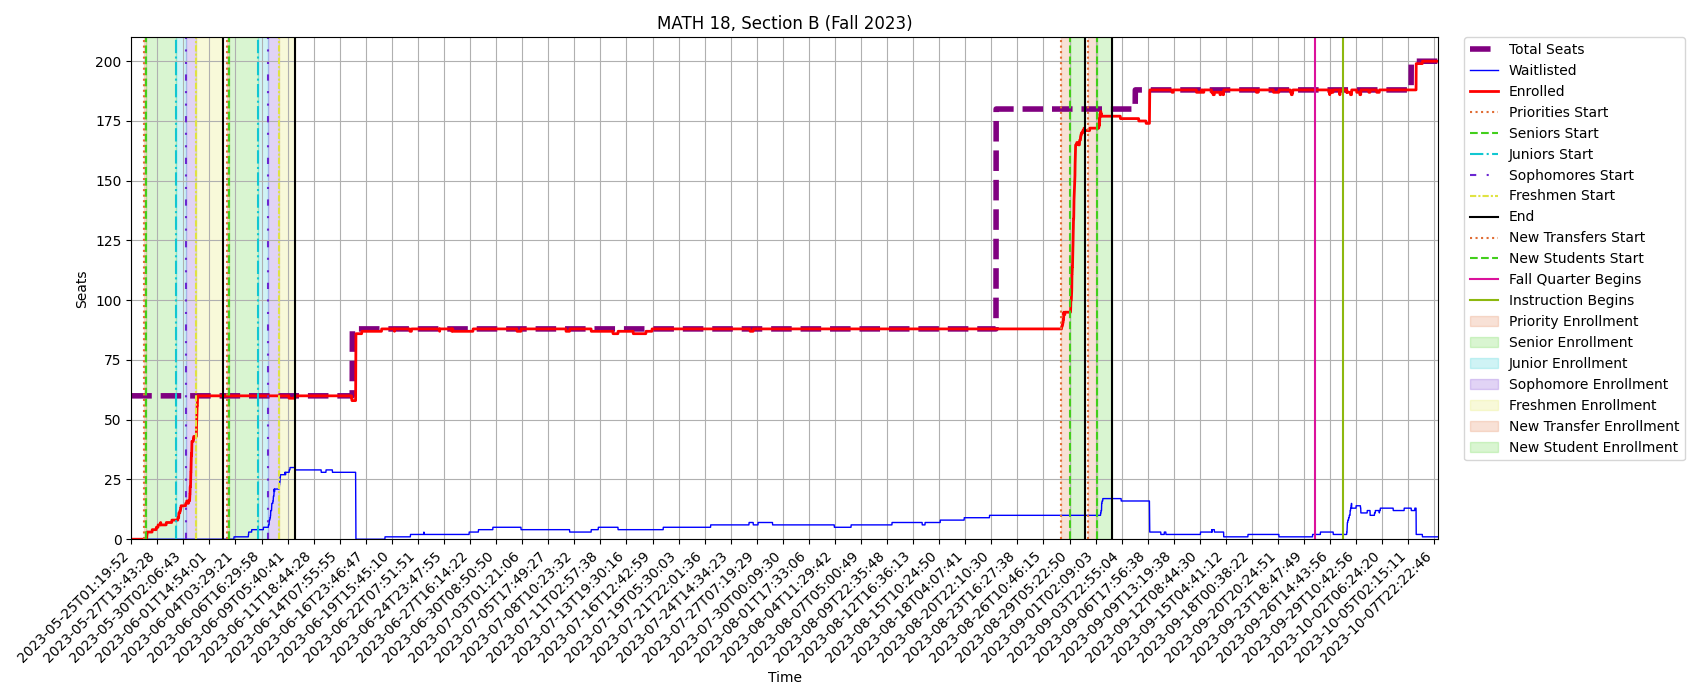 MATH 18, Section B (Fall 2023)
Seats
200
175
150
125
100
75
50
25
0
2023-05-25T01:19:52
2023-05-27T13:43:28
2023-05-30T02:06:43
2023-06-01T14:54:01
2023-06-04T03:29:21
2023-06-06T16:29:58
2023-06-09T05:40:41
2023-06-11T18:44:28
2023-06-14T07:55:55
2023-06-16T23:46:47
2023-06-19T15:45:10
2023-06-22T07:51:51
2023-06-24T23:47:55
2023-06-27T16:14:22
2023-06-30T08:50:50
2023-07-03T01:21:06
2023-07-05T17:49:27
2023-07-08T10:23:32
2023-07-11T02:57:38
2023-07-13T19:30:16
2023-07-16T12:42:59
2023-07-19T05:30:03
2023-07-21T22:01:36
2023-07-24T14:34:23
2023-07-27T07:19:29
2023-07-30T00:09:30
2023-08-01T17:33:06
2023-08-04T11:29:42
2023-08-07T05:00:49
2023-08-09T22:35:48
2023-08-12T16:36:13
2023-08-15T10:24:50
2023-08-18T04:07:41
2023-08-20T22:10:30
2023-08-23T16:27:38
2023-08-26T10:46:15
2023-08-29T05:22:50
2023-09-01T02:09:03
2023-09-03T22:55:04
2023-09-06T17:56:38
2023-09-09T13:19:38
2023-09-12T08:44:30
2023-09-15T04:41:12
2023-09-18T00:38:22
2023-09-20T20:24:51
2023-09-23T18:47:49
2023-09-26T14:43:56
2023-09-29T10:42:56
2023-10-02T06:24:20
2023-10-05T02:15:11
2023-10-07T22:22:46
Time
Total Seats
Waitlisted
Enrolled
Priorities Start
Seniors Start
Juniors Start
Sophomores Start
Freshmen Start
End
New Transfers Start
New Students Start
Fall Quarter Begins
Instruction Begins
Priority Enrollment
Senior Enrollment
Junior Enrollment
Sophomore Enrollment
Freshmen Enrollment
New Transfer Enrollment
New Student Enrollment